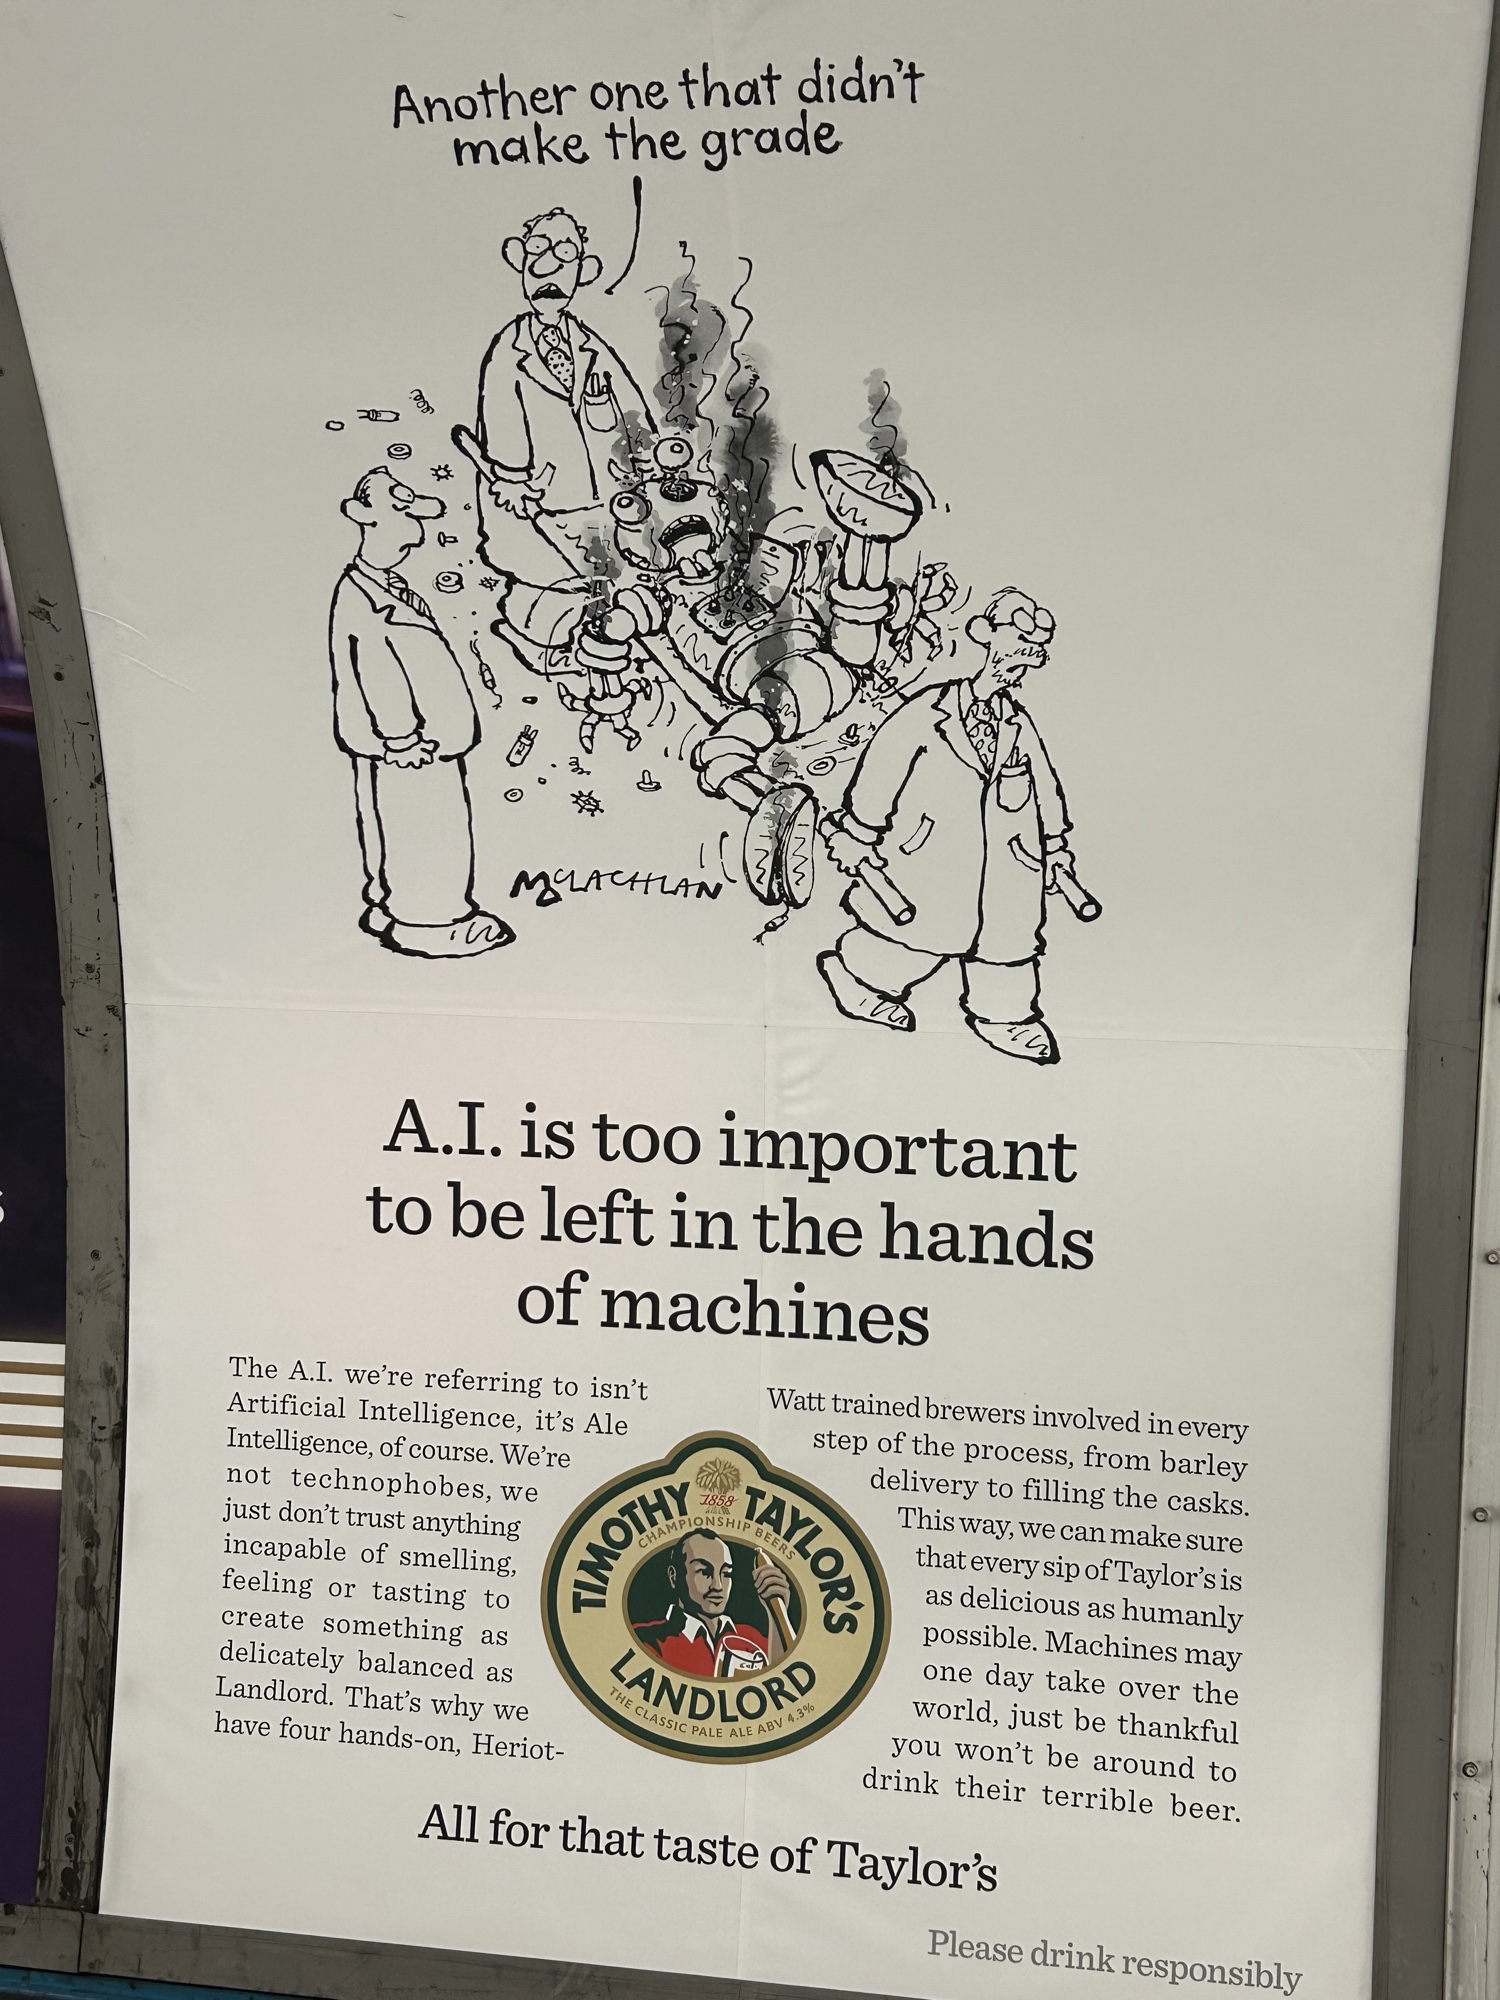 Another one that didn't
make the grade
McLACHLAN
A.I. is too important
to be left in the hands
of machines
The A.I. we're referring to isn't
Artificial Intelligence, it's Ale
Intelligence, of course. We're
not technophobes, we
just don't trust anything
incapable of smelling,
feeling or tasting to
create something as
delicately balanced as
Landlord. That's why we
have four hands-on, Heriot-
Watt trained brewers involved in every
step of the process, from barley
delivery to filling the casks.
This way, we can make sure
that every sip of Taylor's is
as delicious as humanly
possible. Machines may
one day take over the
world, just be thankful
you won't be around to
drink their terrible beer.
1858
TIMOTHY TAYLOR'S
CHAMPIONSHIP BEERS
LANDLORD
THE CLASSIC PALE ALE ABV 4.3%
All for that taste of Taylor's
Please drink responsibly